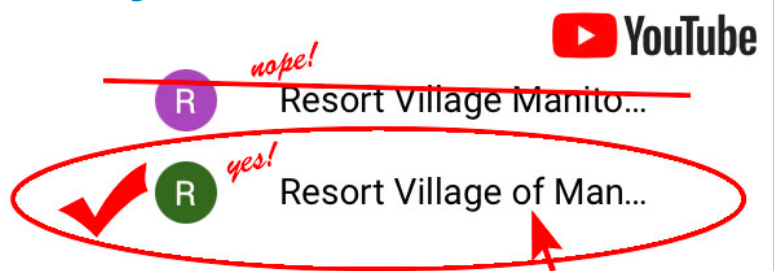 YouTube
nope!
R Resort Village Manito...
yes!
R Resort Village of Man...